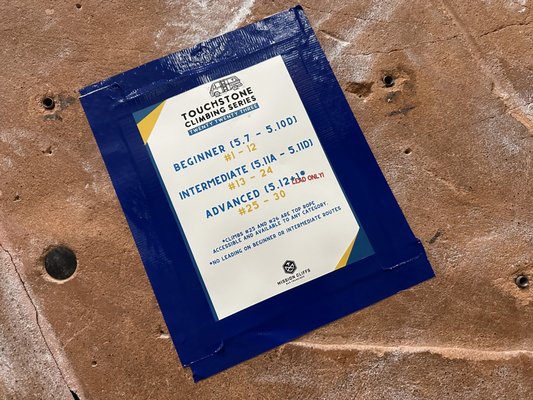 TOUCHSTONE
CLIMBING SERIES
TWENTY TWENTY THREE
BEGINNER (5.7 - 5.10D)
#1 - 12
INTERMEDIATE (5.11A - 5.11D)
#13 - 24
ADVANCED (5.12+)*
LEAD ONLY!
#25 - 30
*CLIMBS #25 AND #26 ARE TOP ROPE
ACCESSIBLE AND AVAILABLE TO ANY CATEGORY.
*NO LEADING ON BEGINNER OR INTERMEDIATE ROUTES
MISSION CLIFFS